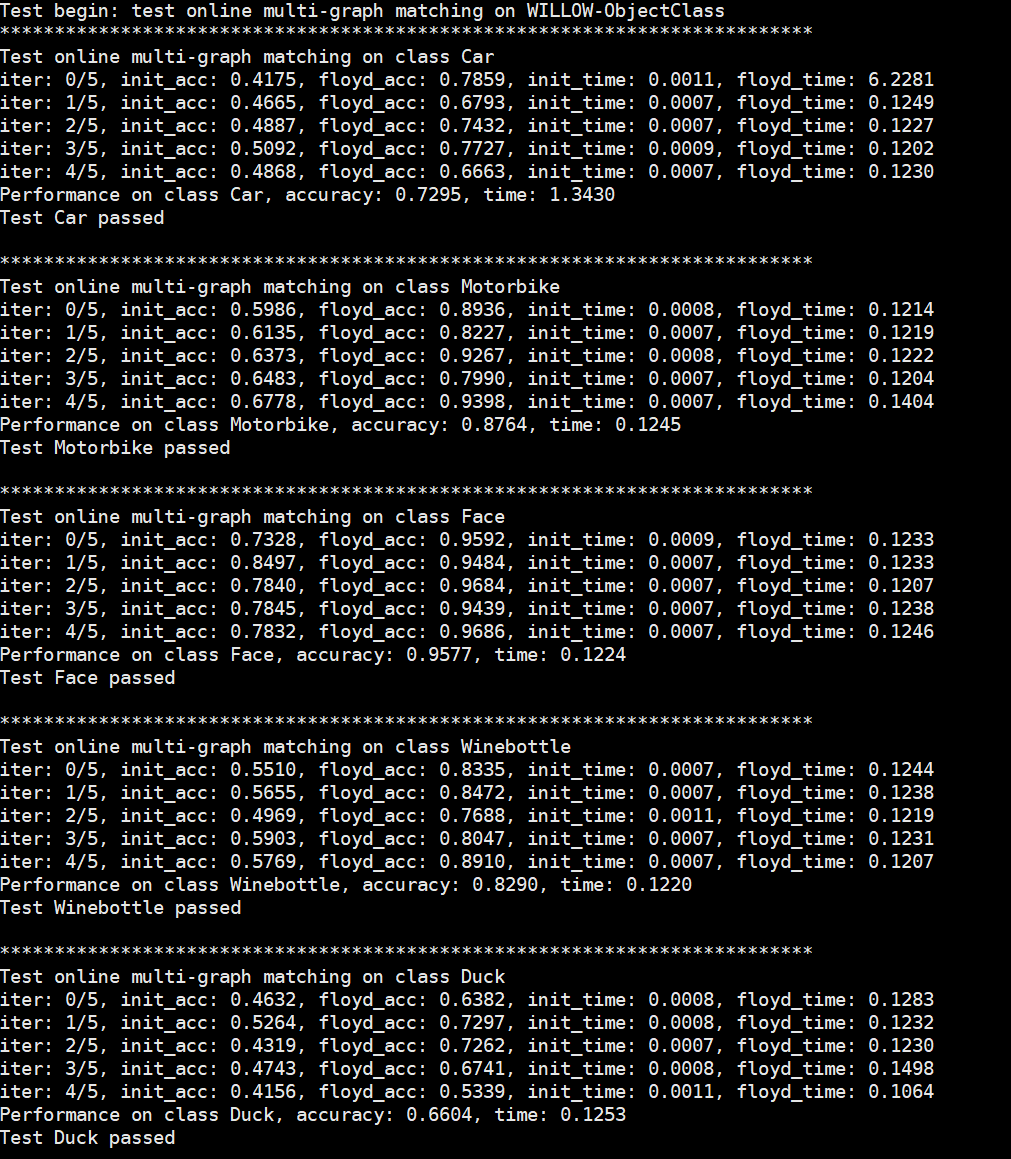 Test begin: test online multi-graph matching on WILLOW-ObjectClass
**************************************************************************
Test online multi-graph matching on class Car
iter: 0/5, init_acc: 0.4175, floyd_acc: 0.7859, init_time: 0.0011, floyd_time: 6.2281
iter: 1/5, init_acc: 0.4665, floyd_acc: 0.6793, init_time: 0.0007, floyd_time: 0.1249
iter: 2/5, init_acc: 0.4887, floyd_acc: 0.7432, init_time: 0.0007, floyd_time: 0.1227
iter: 3/5, init_acc: 0.5092, floyd_acc: 0.7727, init_time: 0.0009, floyd_time: 0.1202
iter: 4/5, init_acc: 0.4868, floyd_acc: 0.6663, init_time: 0.0007, floyd_time: 0.1230
Performance on class Car, accuracy: 0.7295, time: 1.3430
Test Car passed
**************************************************************************
Test online multi-graph matching on class Motorbike
iter: 0/5, init_acc: 0.5986, floyd_acc: 0.8936, init_time: 0.0008, floyd_time: 0.1214
iter: 1/5, init_acc: 0.6135, floyd_acc: 0.8227, init_time: 0.0007, floyd_time: 0.1219
iter: 2/5, init_acc: 0.6373, floyd_acc: 0.9267, init_time: 0.0008, floyd_time: 0.1222
iter: 3/5, init_acc: 0.6483, floyd_acc: 0.7990, init_time: 0.0007, floyd_time: 0.1204
iter: 4/5, init_acc: 0.6778, floyd_acc: 0.9398, init_time: 0.0007, floyd_time: 0.1404
Performance on class Motorbike, accuracy: 0.8764, time: 0.1245
Test Motorbike passed
**************************************************************************
Test online multi-graph matching on class Face
iter: 0/5, init_acc: 0.7328, floyd_acc: 0.9592, init_time: 0.0009, floyd_time: 0.1233
iter: 1/5, init_acc: 0.8497, floyd_acc: 0.9484, init_time: 0.0007, floyd_time: 0.1233
iter: 2/5, init_acc: 0.7840, floyd_acc: 0.9684, init_time: 0.0007, floyd_time: 0.1207
iter: 3/5, init_acc: 0.7845, floyd_acc: 0.9439, init_time: 0.0007, floyd_time: 0.1238
iter: 4/5, init_acc: 0.7832, floyd_acc: 0.9686, init_time: 0.0007, floyd_time: 0.1246
Performance on class Face, accuracy: 0.9577, time: 0.1224
Test Face passed
**************************************************************************
Test online multi-graph matching on class Winebottle
iter: 0/5, init_acc: 0.5510, floyd_acc: 0.8335, init_time: 0.0007, floyd_time: 0.1244
iter: 1/5, init_acc: 0.5655, floyd_acc: 0.8472, init_time: 0.0007, floyd_time: 0.1238
iter: 2/5, init_acc: 0.4969, floyd_acc: 0.7688, init_time: 0.0011, floyd_time: 0.1219
iter: 3/5, init_acc: 0.5903, floyd_acc: 0.8047, init_time: 0.0007, floyd_time: 0.1231
iter: 4/5, init_acc: 0.5769, floyd_acc: 0.8910, init_time: 0.0007, floyd_time: 0.1207
Performance on class Winebottle, accuracy: 0.8290, time: 0.1220
Test Winebottle passed
**************************************************************************
Test online multi-graph matching on class Duck
iter: 0/5, init_acc: 0.4632, floyd_acc: 0.6382, init_time: 0.0008, floyd_time: 0.1283
iter: 1/5, init_acc: 0.5264, floyd_acc: 0.7297, init_time: 0.0008, floyd_time: 0.1232
iter: 2/5, init_acc: 0.4319, floyd_acc: 0.7262, init_time: 0.0007, floyd_time: 0.1230
iter: 3/5, init_acc: 0.4743, floyd_acc: 0.6741, init_time: 0.0008, floyd_time: 0.1498
iter: 4/5, init_acc: 0.4156, floyd_acc: 0.5339, init_time: 0.0011, floyd_time: 0.1064
Performance on class Duck, accuracy: 0.6604, time: 0.1253
Test Duck passed